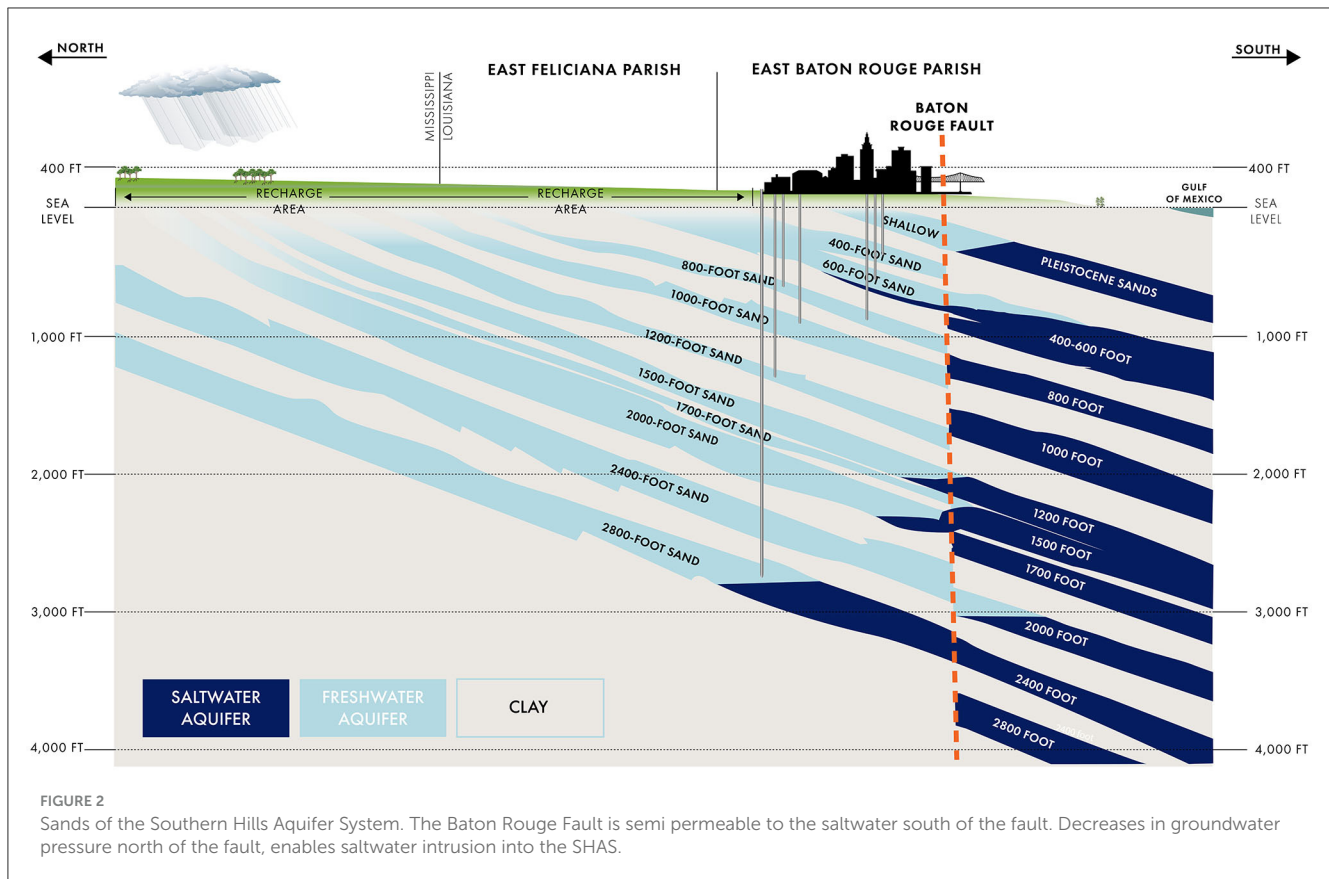 NORTH
SOUTH
EAST FELICIANA PARISH
EAST BATON ROUGE PARISH
MISSISSIPPI
LOUISIANA
BATON
ROUGE FAULT
400 FT
400 FT
RECHARGE
AREA
RECHARGE
AREA
SEA
LEVEL
GULF
OF MEXICO
SEA
LEVEL
SHALLOW
400-FOOT SAND
600-FOOT SAND
800-FOOT SAND
1000-FOOT SAND
1200-FOOT SAND
1500-FOOT SAND
1700-FOOT SAND
2000-FOOT SAND
2400-FOOT SAND
2800-FOOT SAND
PLEISTOCENE SANDS
400-600 FOOT
800 FOOT
1000 FOOT
1200 FOOT
1500 FOOT
1700 FOOT
2000 FOOT
2400 FOOT
2800 FOOT
1,000 FT
1,000 FT
2,000 FT
2,000 FT
3,000 FT
3,000 FT
4,000 FT
4,000 FT
SALTWATER
AQUIFER
FRESHWATER
AQUIFER
CLAY
FIGURE 2
Sands of the Southern Hills Aquifer System. The Baton Rouge Fault is semi permeable to the saltwater south of the fault. Decreases in groundwater
pressure north of the fault, enables saltwater intrusion into the SHAS.